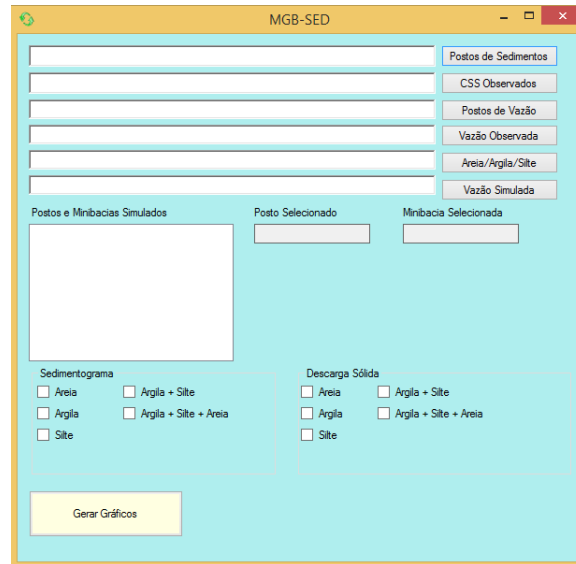 MGB-SED
Postos de Sedimentos
CSS Observados
Postos de Vazão
Vazão Observada
Areia/Argila/Silte
Vazão Simulada
Postos e Minibacias Simulados
Posto Selecionado
Minibacia Selecionada
Sedimentograma
Areia
Argila + Silte
Argila
Argila + Silte + Areia
Silte
Descarga Sólida
Areia
Argila + Silte
Argila
Argila + Silte + Areia
Silte
Gerar Gráficos